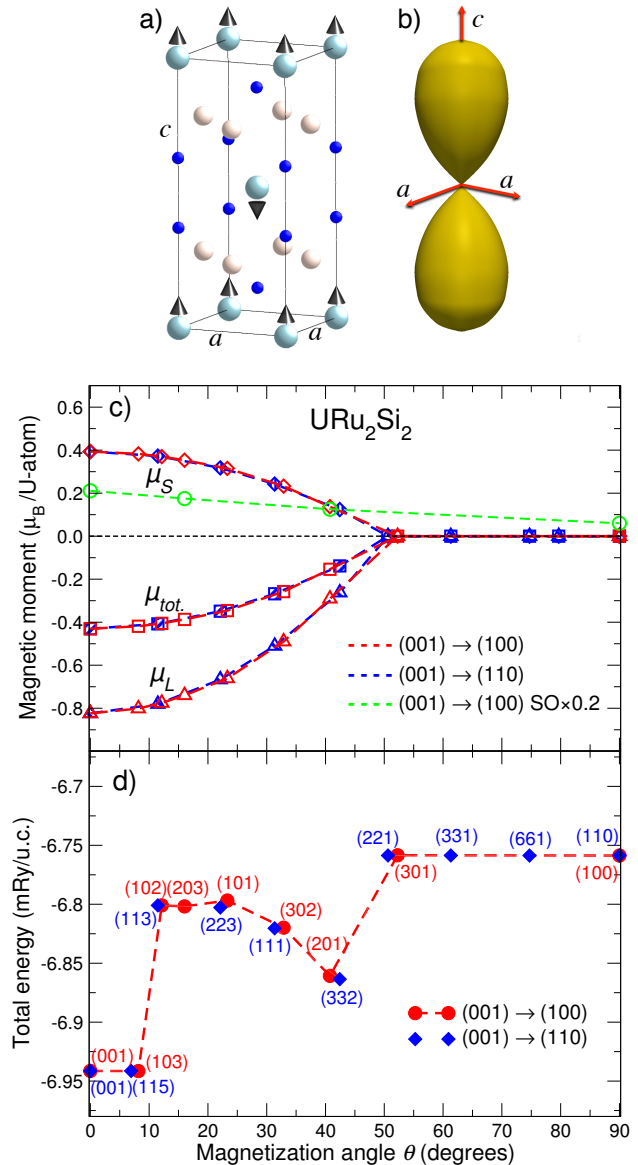 a)
c
a
a
b)
c
a
a
c)
URu2Si2
Magnetic moment (μB /U-atom)
0.6
0.4
0.2
0.0
-0.2
-0.4
-0.6
-0.8
μS
μtot.
μL
(001) → (100)
(001) → (110)
(001) → (100) SO×0.2
d)
Total energy (mRy/u.c.)
-6.7
-6.75
-6.8
-6.85
-6.9
-6.95
(001)
(001)
(103)
(115)
(102)
(203)
(113)
(101)
(223)
(302)
(111)
(201)
(332)
(221)
(301)
(331)
(661)
(110)
(100)
(001) → (100)
(001) → (110)
0 10 20 30 40 50 60 70 80 90
Magnetization angle θ (degrees)